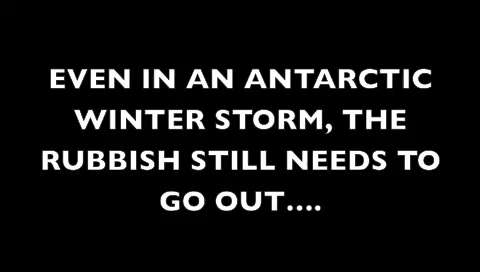 EVEN IN AN ANTARCTIC
WINTER STORM, THE
RUBBISH STILL NEEDS TO
GO OUT....